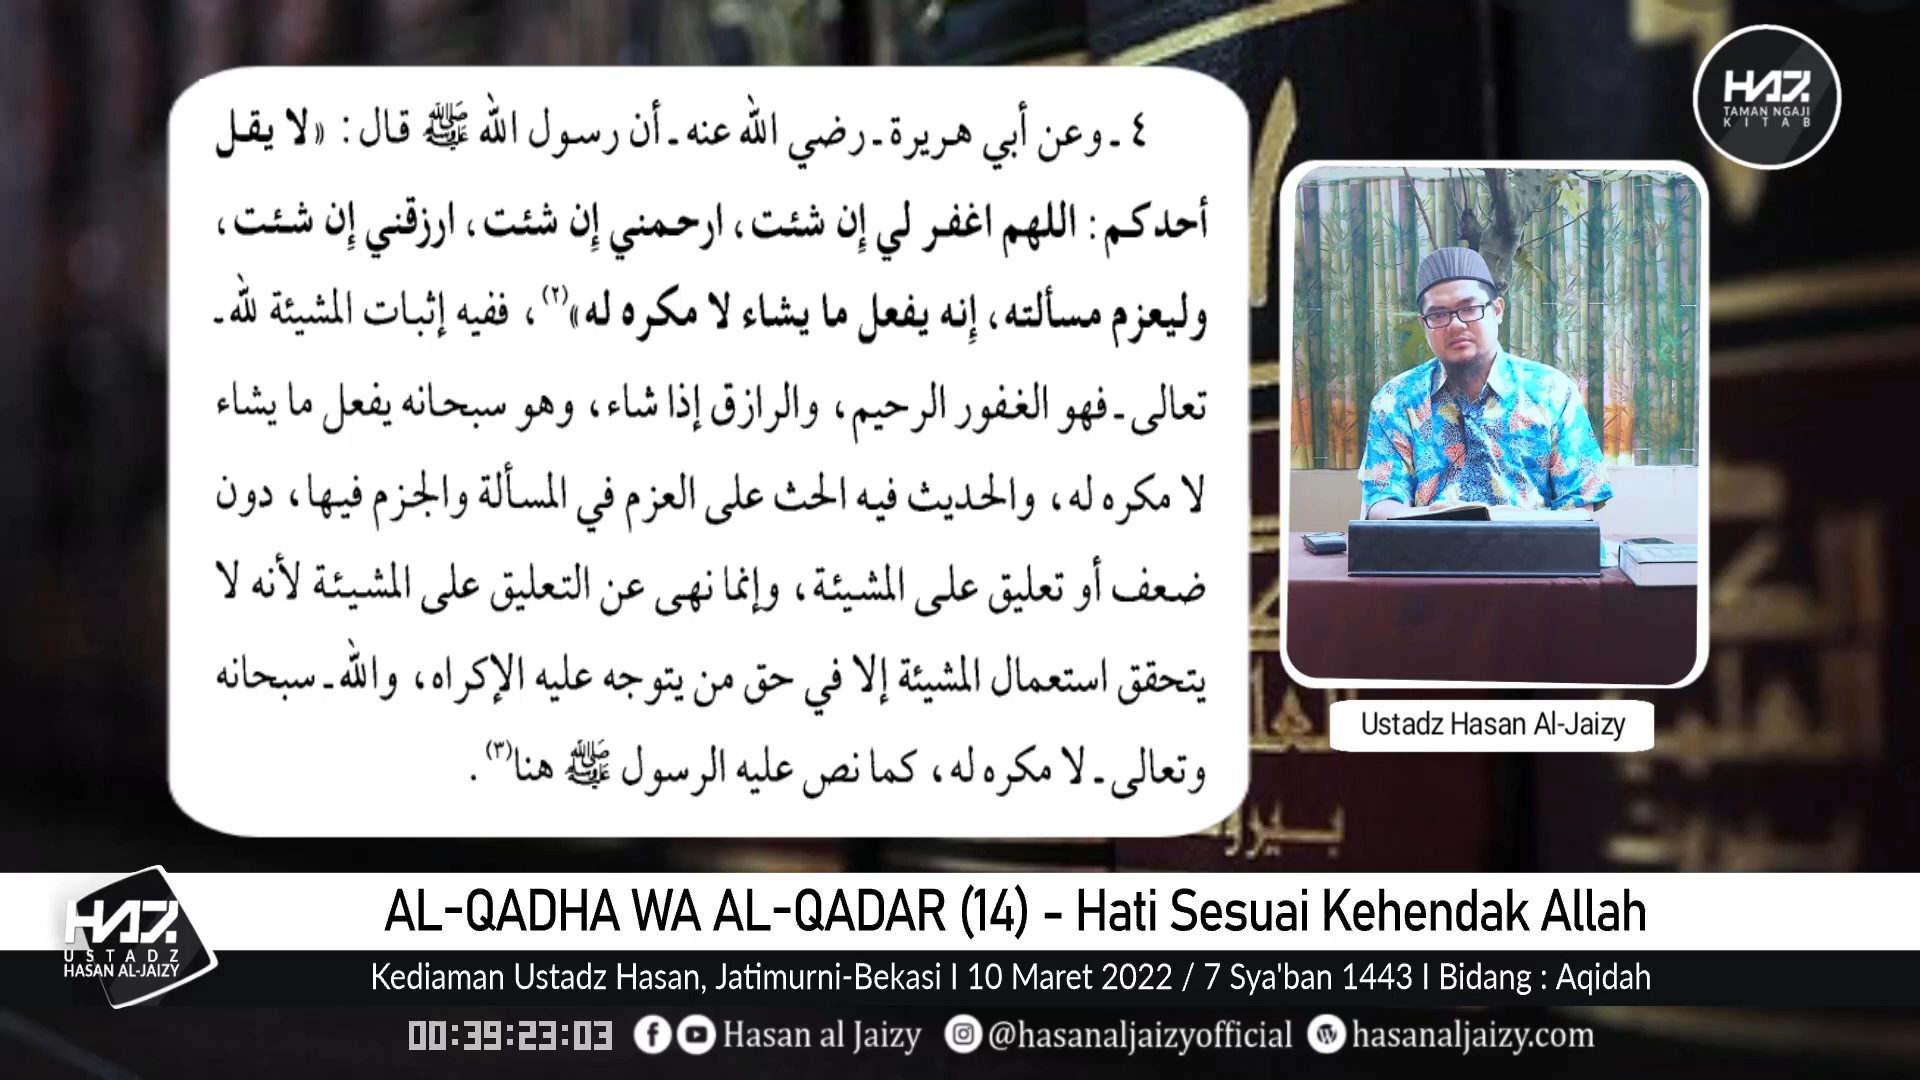 ٤ ـ وعن أبي هريرة ـ رضي الله عنه ـ أن رسول الله ﷺ قال: «لا يقل
أحدكم: اللهم اغفر لي إن شئت، ارحمني إن شئت، ارزقني إن شئت،
وليعزم مسألته، إنه يفعل ما يشاء لا مكره له»(٢)، ففيه إثبات المشيئة لله ـ
تعالى ـ فهو الغفور الرحيم، والرازق إذا شاء، وهو سبحانه يفعل ما يشاء
لا مكره له، والحديث فيه الحث على العزم في المسألة والجزم فيها، دون
ضعف أو تعليق على المشيئة، وإنما نهى عن التعليق على المشيئة لأنه لا
يتحقق استعمال المشيئة إلا في حق من يتوجه عليه الإكراه، والله ـ سبحانه
وتعالى ـ لا مكره له، كما نص عليه الرسول ﷺ هنا(٣).
HAZ.
TAMAN NGAJI
KITAB
Ustadz Hasan Al-Jaizy
بيرو
HAZ.
USTADZ
HASAN AL-JAIZY
AL-QADHA WA AL-QADAR (14) - Hati Sesuai Kehendak Allah
Kediaman Ustadz Hasan, Jatimurni-Bekasi I 10 Maret 2022 / 7 Sya'ban 1443 I Bidang : Aqidah
00:39:23:03 Hasan al Jaizy @hasanaljaizyofficial hasanaljaizy.com